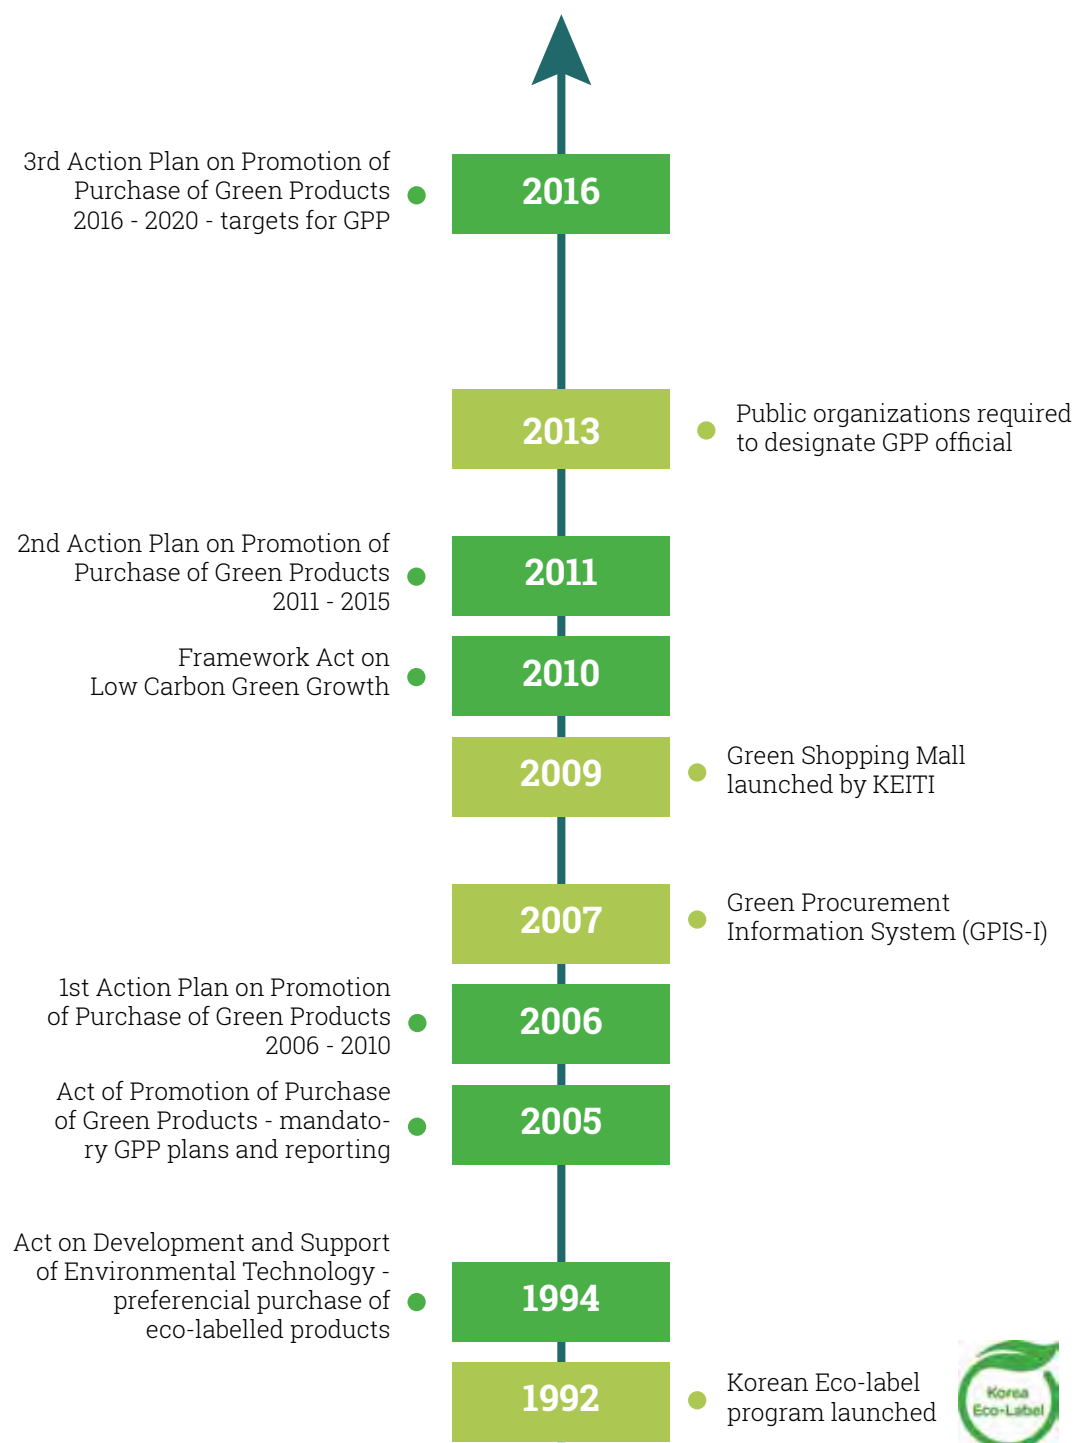 3rd Action Plan on Promotion of
Purchase of Green Products
2016 - 2020 - targets for GPP
2016
2013
Public organizations required
to designate GPP official
2nd Action Plan on Promotion of
Purchase of Green Products
2011 - 2015
2011
Framework Act on
Low Carbon Green Growth
2010
2009
Green Shopping Mall
launched by KEITI
2007
Green Procurement
Information System (GPIS-I)
1st Action Plan on Promotion
of Purchase of Green Products
2006 - 2010
2006
Act of Promotion of Purchase
of Green Products - mandato-
ry GPP plans and reporting
2005
Act on Development and Support
of Environmental Technology -
preferencial purchase of
eco-labelled products
1994
1992
Korean Eco-label
program launched
Korea
Eco-Label